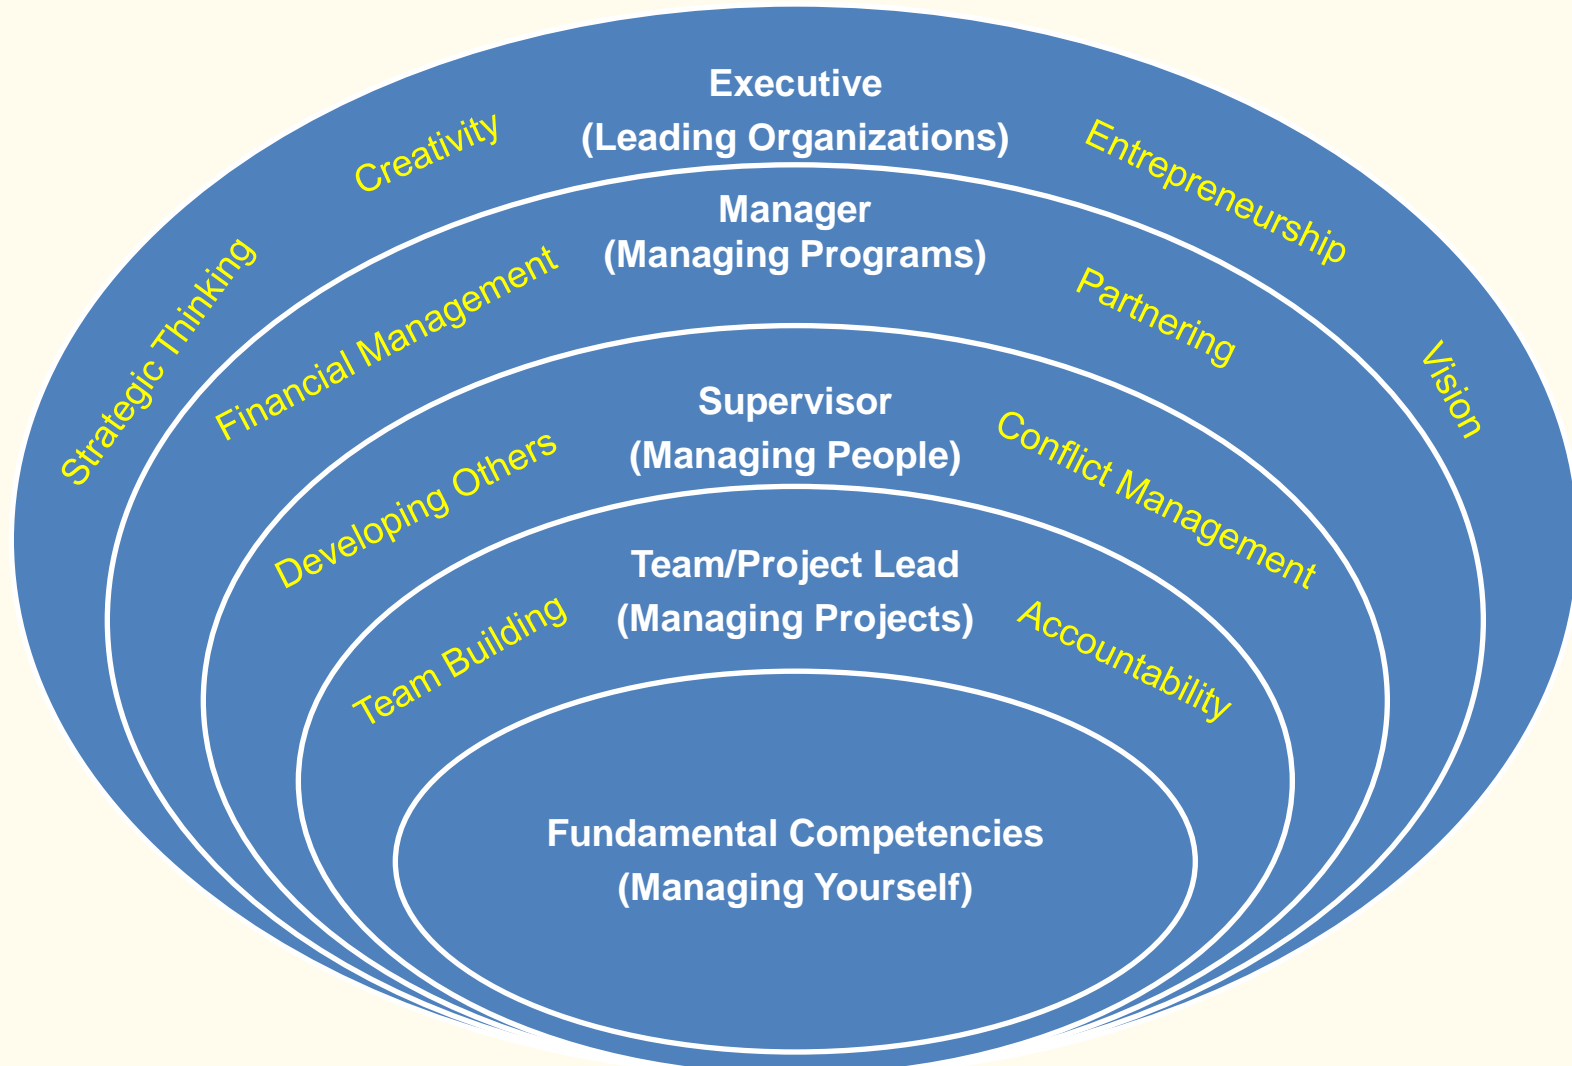 Executive
(Leading Organizations)
Creativity
Entrepreneurship
Strategic Thinking
Vision
Manager
(Managing Programs)
Financial Management
Partnering
Supervisor
(Managing People)
Developing Others
Conflict Management
Team/Project Lead
(Managing Projects)
Team Building
Accountability
Fundamental Competencies
(Managing Yourself)